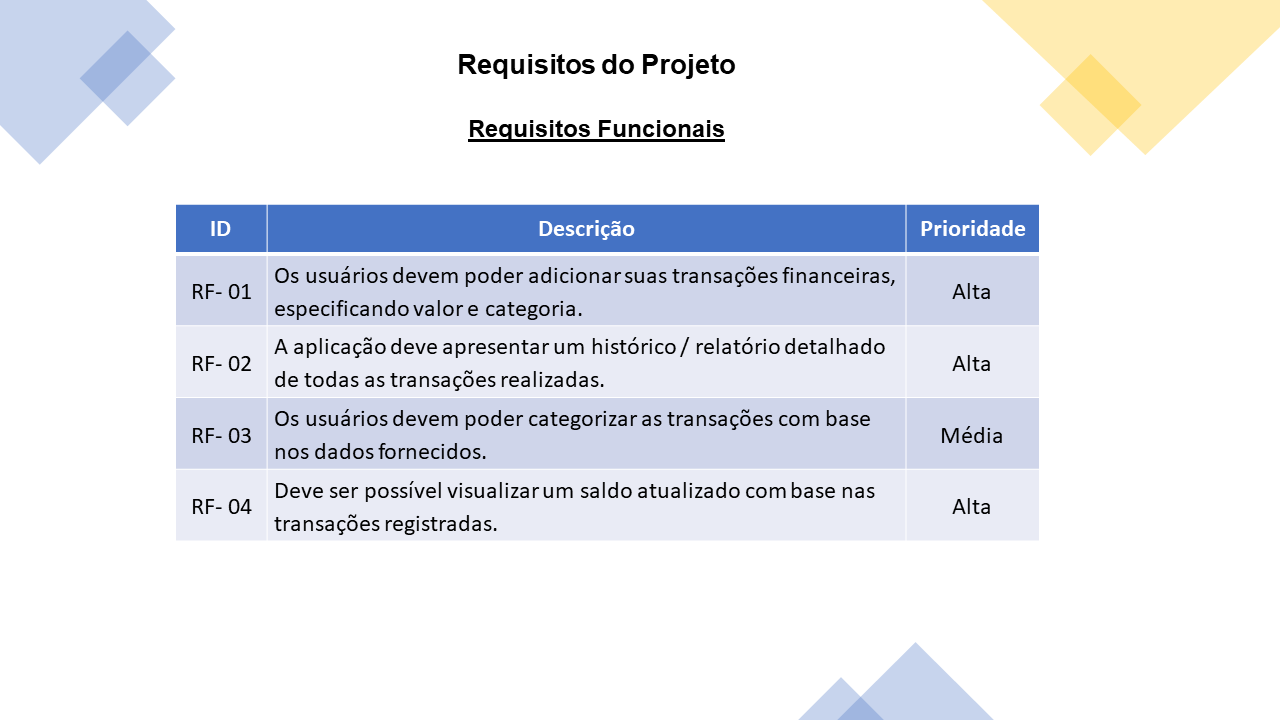 Requisitos do Projeto
Requisitos Funcionais
ID Descrição Prioridade
RF- 01 Os usuários devem poder adicionar suas transações financeiras, especificando valor e categoria. Alta
RF- 02 A aplicação deve apresentar um histórico / relatório detalhado de todas as transações realizadas. Alta
RF- 03 Os usuários devem poder categorizar as transações com base nos dados fornecidos. Média
RF- 04 Deve ser possível visualizar um saldo atualizado com base nas transações registradas. Alta